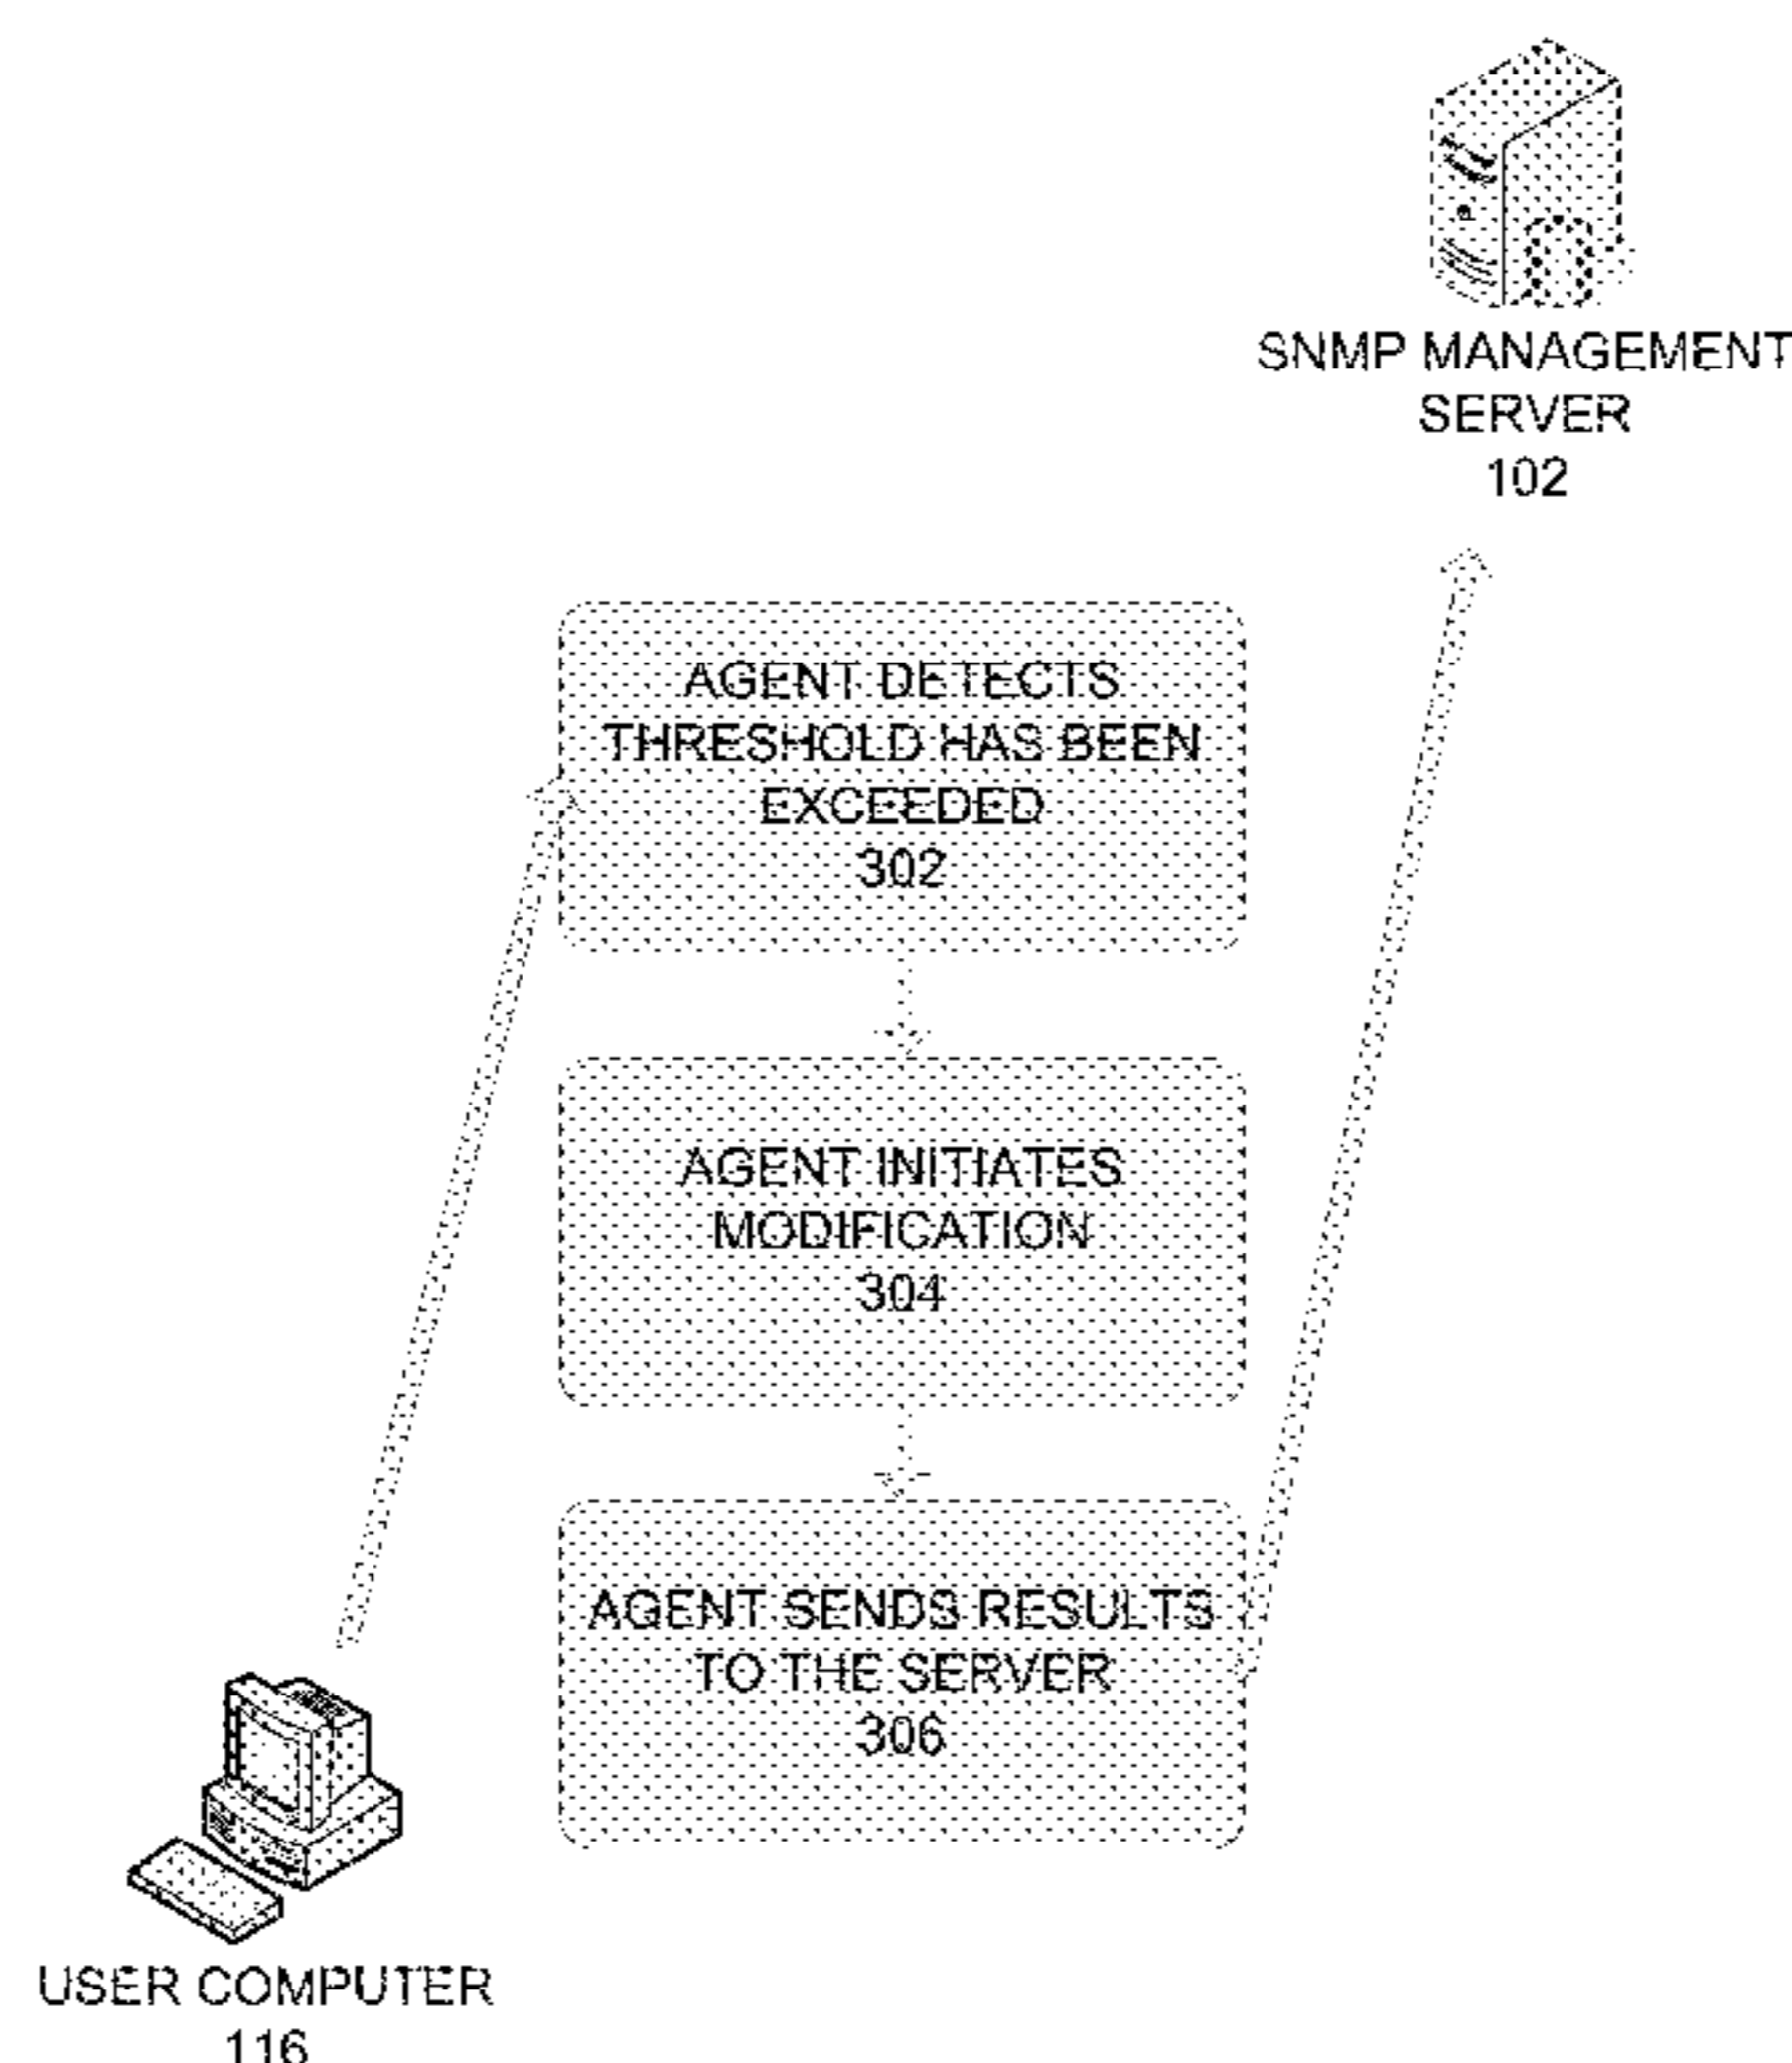 SNMP MANAGEMENT
SERVER
102
AGENT DETECTS
THRESHOLD HAS BEEN
EXCEEDED
302
AGENT INITIATES
MODIFICATION
304
AGENT SENDS RESULTS
TO THE SERVER
306
USER COMPUTER
116